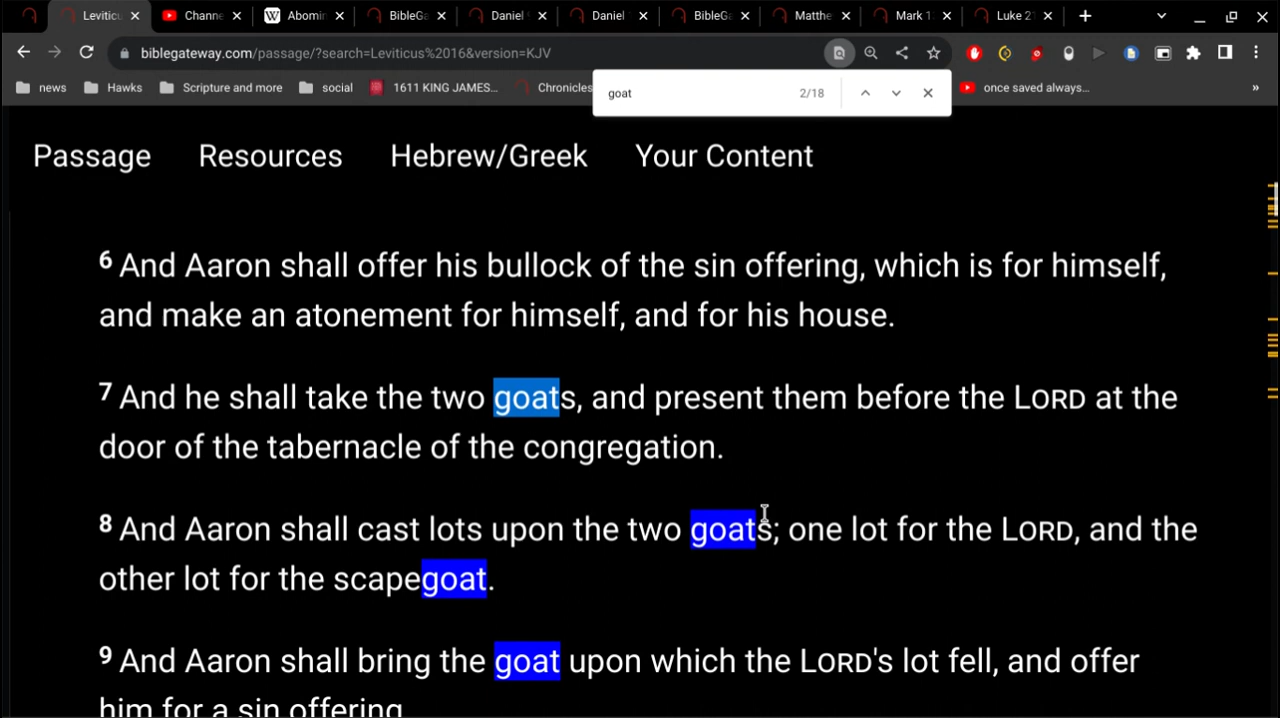 Leviticu
Channe
W Abomin
BibleGa
Daniel 9
Daniel
BibleGa
Matthe
Mark 1
Luke 21
biblegateway.com/passage/?search=Leviticus%2016&version=KJV
news
Hawks
Scripture and more
social
1611 KING JAMES...
Chronicles
once saved always...
»
goat 2/18
Passage Resources Hebrew/Greek Your Content
6 And Aaron shall offer his bullock of the sin offering, which is for himself,
and make an atonement for himself, and for his house.
7 And he shall take the two goats, and present them before the LORD at the
door of the tabernacle of the congregation.
8 And Aaron shall cast lots upon the two goats; one lot for the LORD, and the
other lot for the scapegoat.
9 And Aaron shall bring the goat upon which the LORD's lot fell, and offer
him for a sin offering